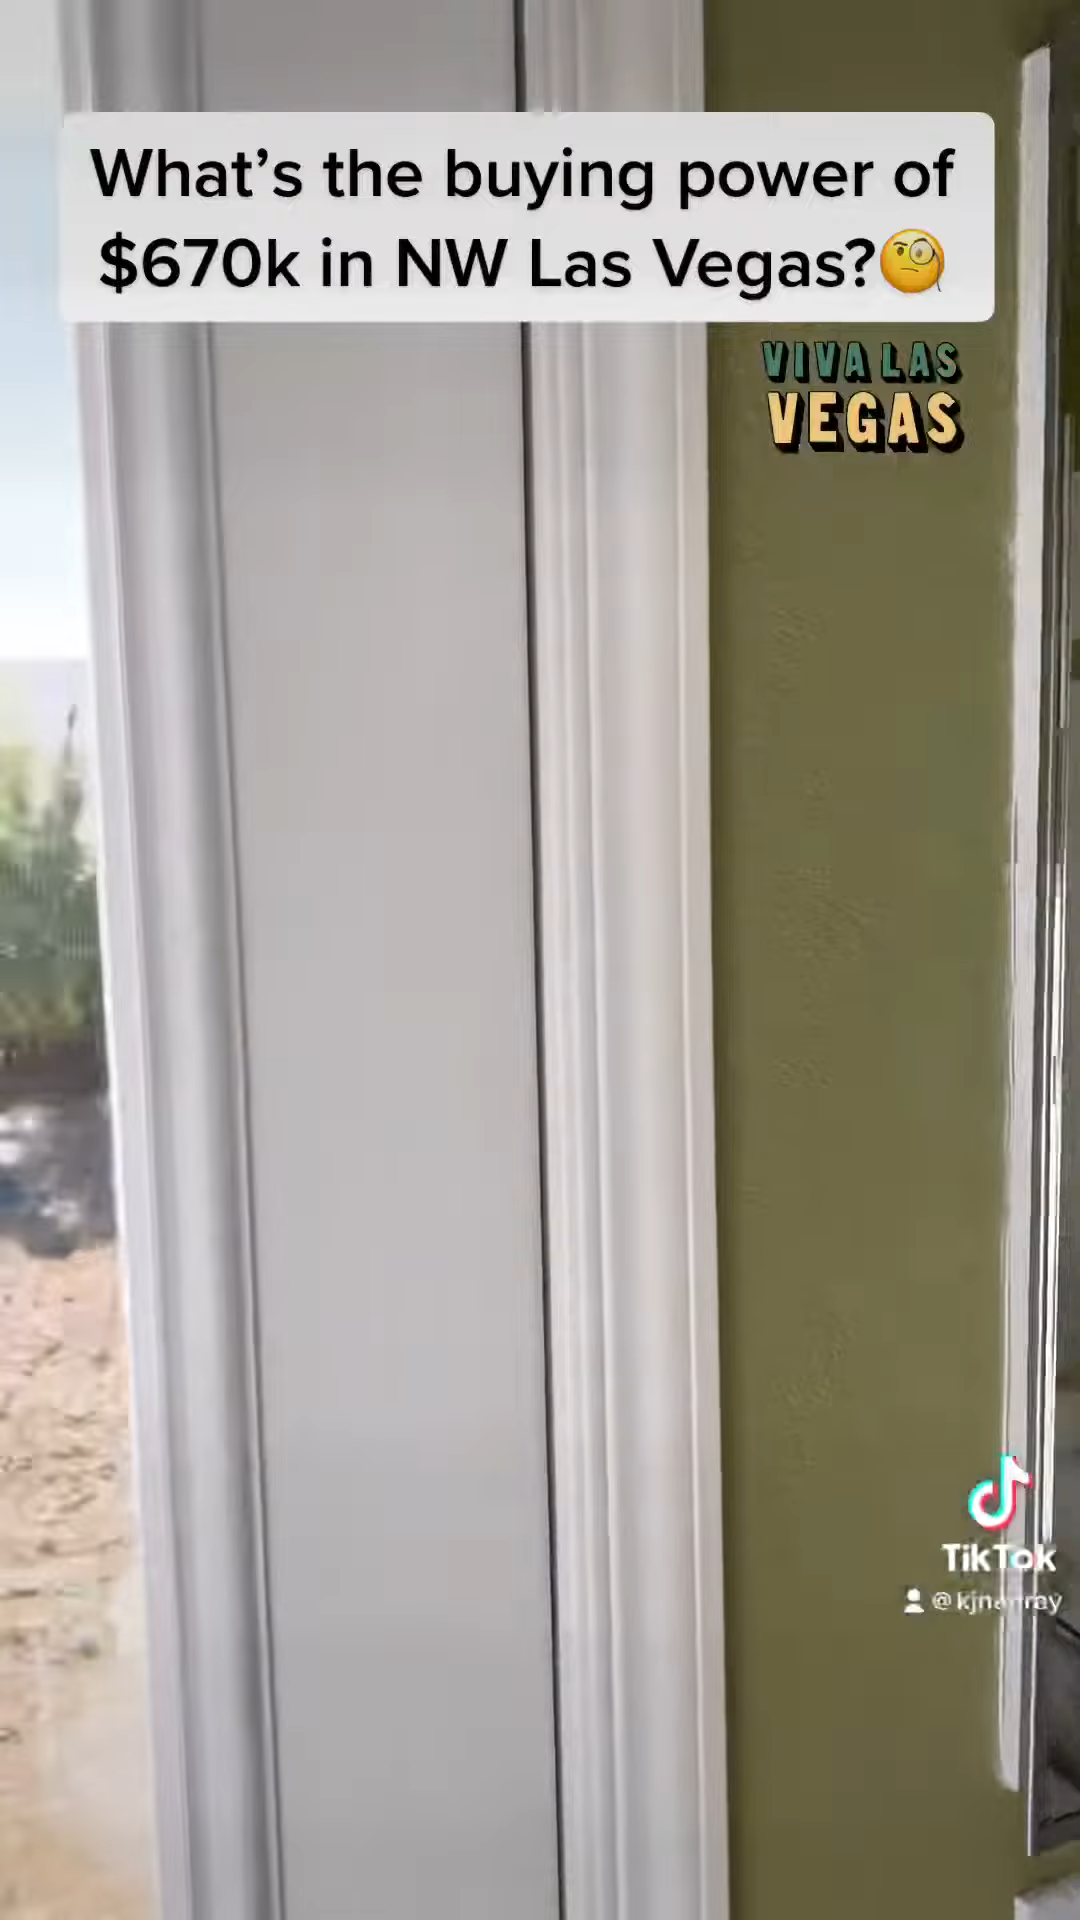 What’s the buying power of
$670k in NW Las Vegas?🧐
VIVA LAS
VEGAS
TikTok